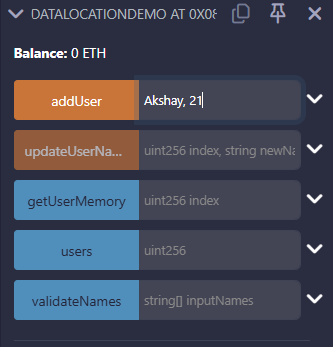 DATALOCATIONDEMO AT 0X08
Balance: 0 ETH
addUser Akshay, 21
updateUserNa... uint256 index, string newNa
getUserMemory uint256 index
users uint256
validateNames string[] inputNames